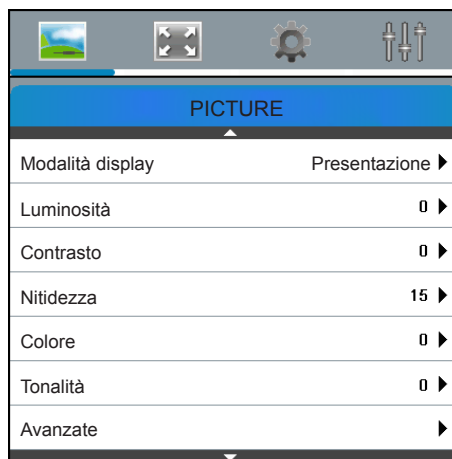 PICTURE
Modalità display Presentazione
Luminosità 0
Contrasto 0
Nitidezza 15
Colore 0
Tonalità 0
Avanzate